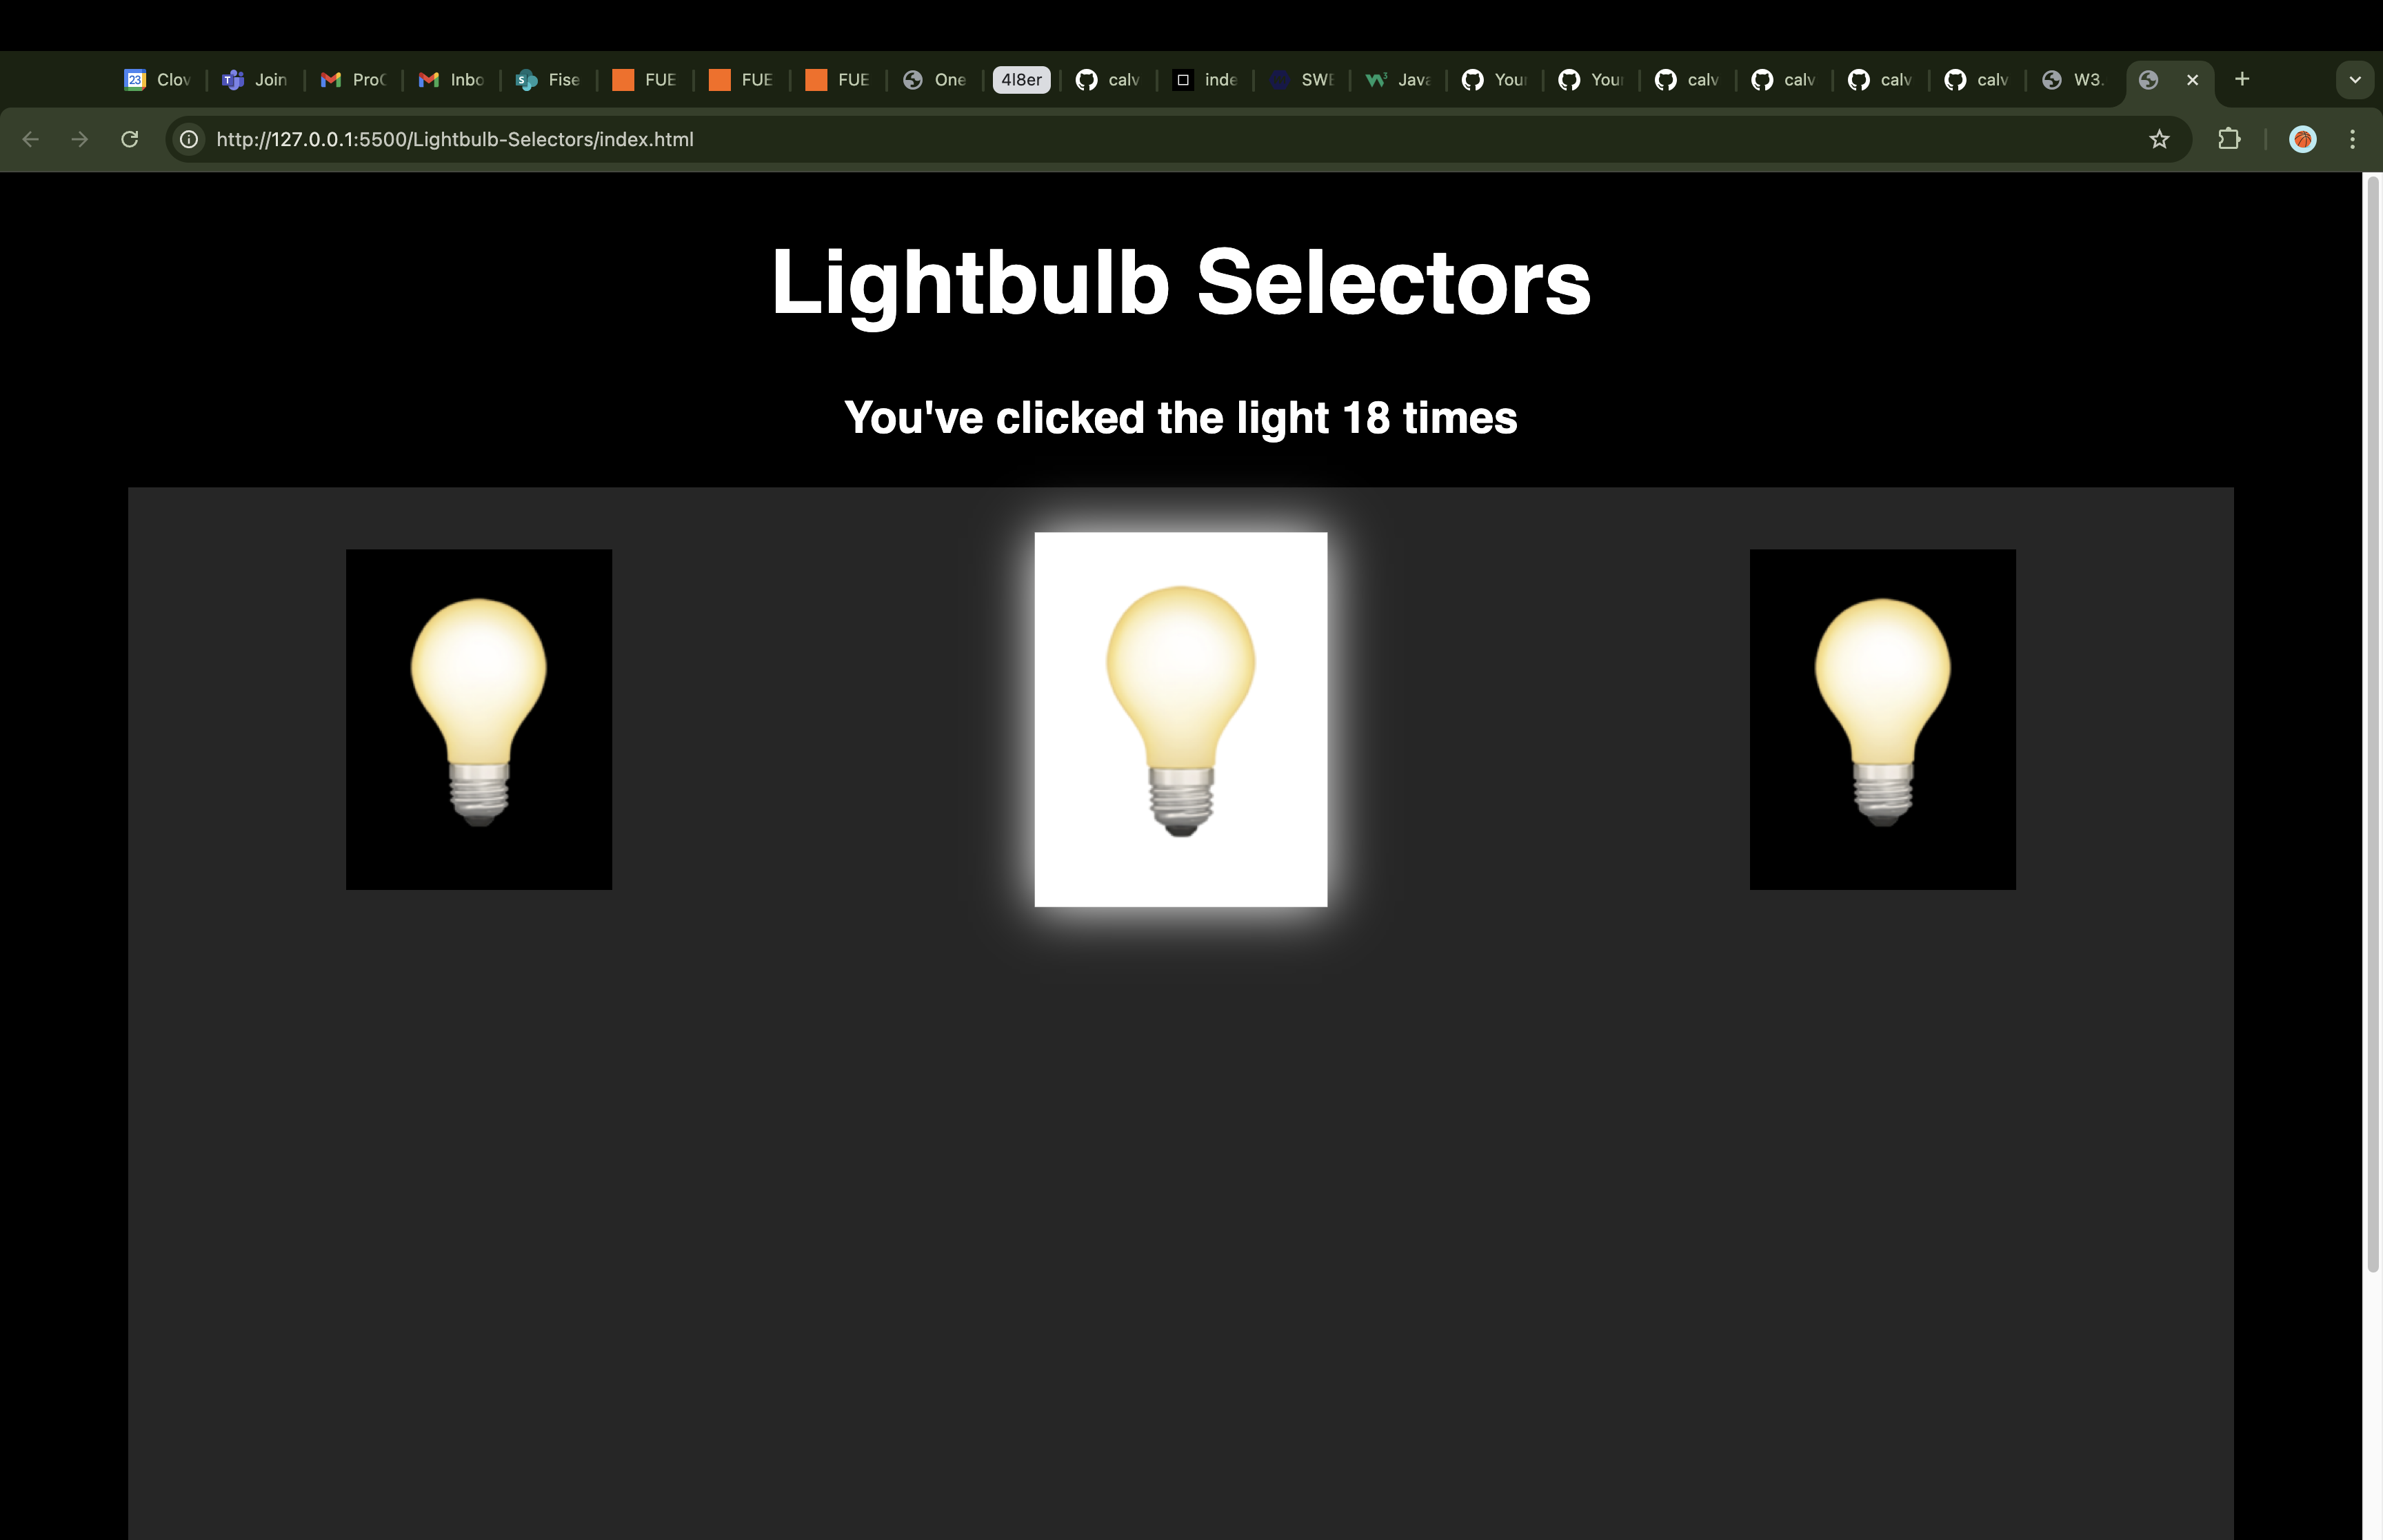 23 Clov Join Pro Inbo Fise FUE FUE FUE One 4l8er calv inde SWE Java You You calv calv calv calv W3.
http://127.0.0.1:5500/Lightbulb-Selectors/index.html
Lightbulb Selectors
You've clicked the light 18 times